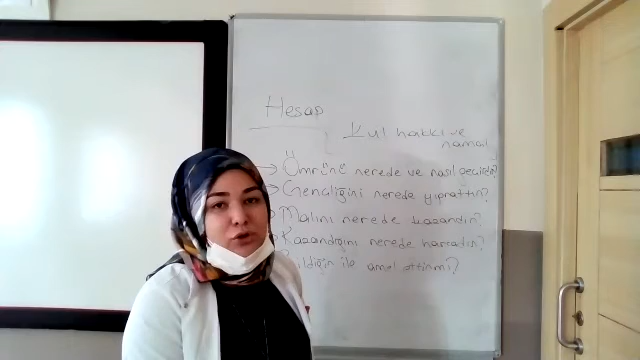 Hesap
Kul hakkı ve
namaz
→ Ömrünü nerede ve nasıl geçirdin?
→ Gençliğini nerede yıprattın?
→ Malını nerede kazandın?
Kazandığını nerede harcadın?
ile amel ettinmi?